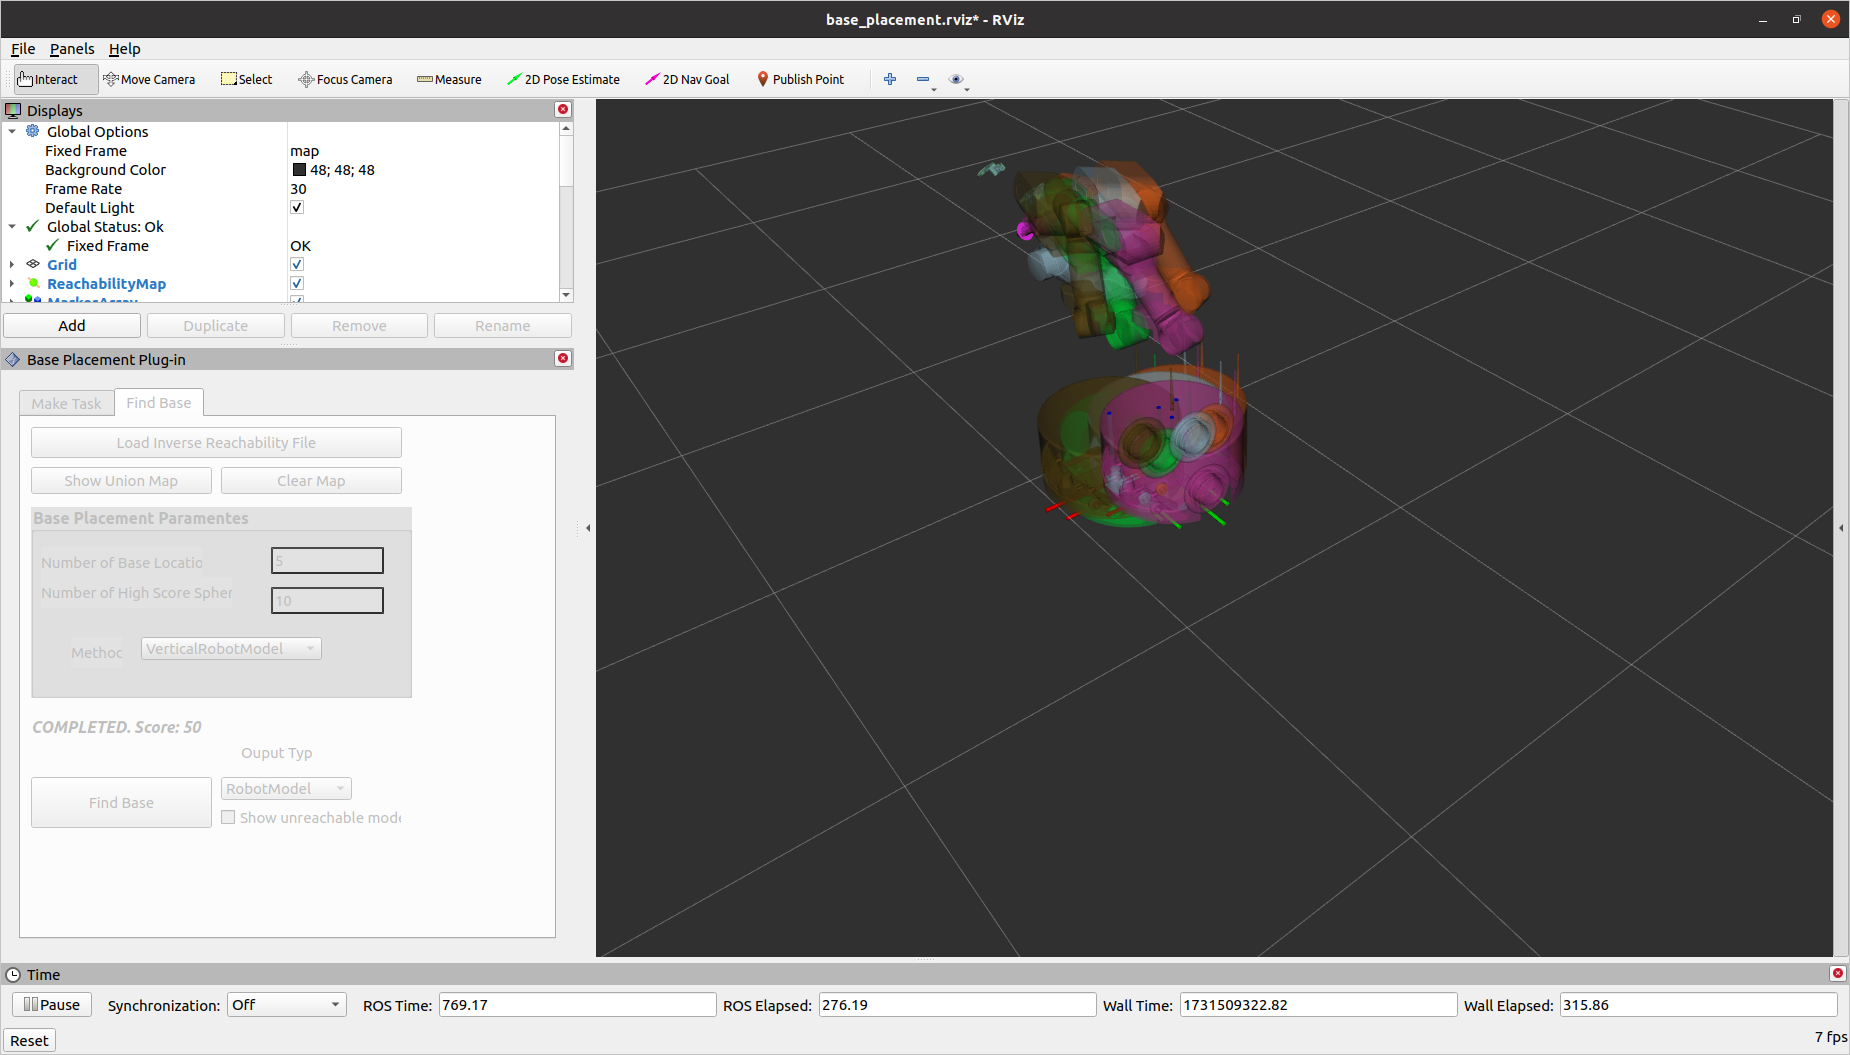 base_placement.rviz* - RViz
File Panels Help
Interact Move Camera Select Focus Camera Measure 2D Pose Estimate 2D Nav Goal Publish Point
Displays
Global Options
Fixed Frame map
Background Color 48; 48; 48
Frame Rate 30
Default Light
Global Status: Ok
Fixed Frame OK
Grid
ReachabilityMap
MarkerArray
Add Duplicate Remove Rename
Base Placement Plug-in
Make Task Find Base
Load Inverse Reachability File
Show Union Map Clear Map
Base Placement Paramentes
Number of Base Locatio 5
Number of High Score Spher 10
Methoc VerticalRobotModel
COMPLETED. Score: 50
Ouput Typ
Find Base RobotModel
Show unreachable mode
Time
Pause Synchronization: Off ROS Time: 769.17 ROS Elapsed: 276.19 Wall Time: 1731509322.82 Wall Elapsed: 315.86
Reset 7 fps